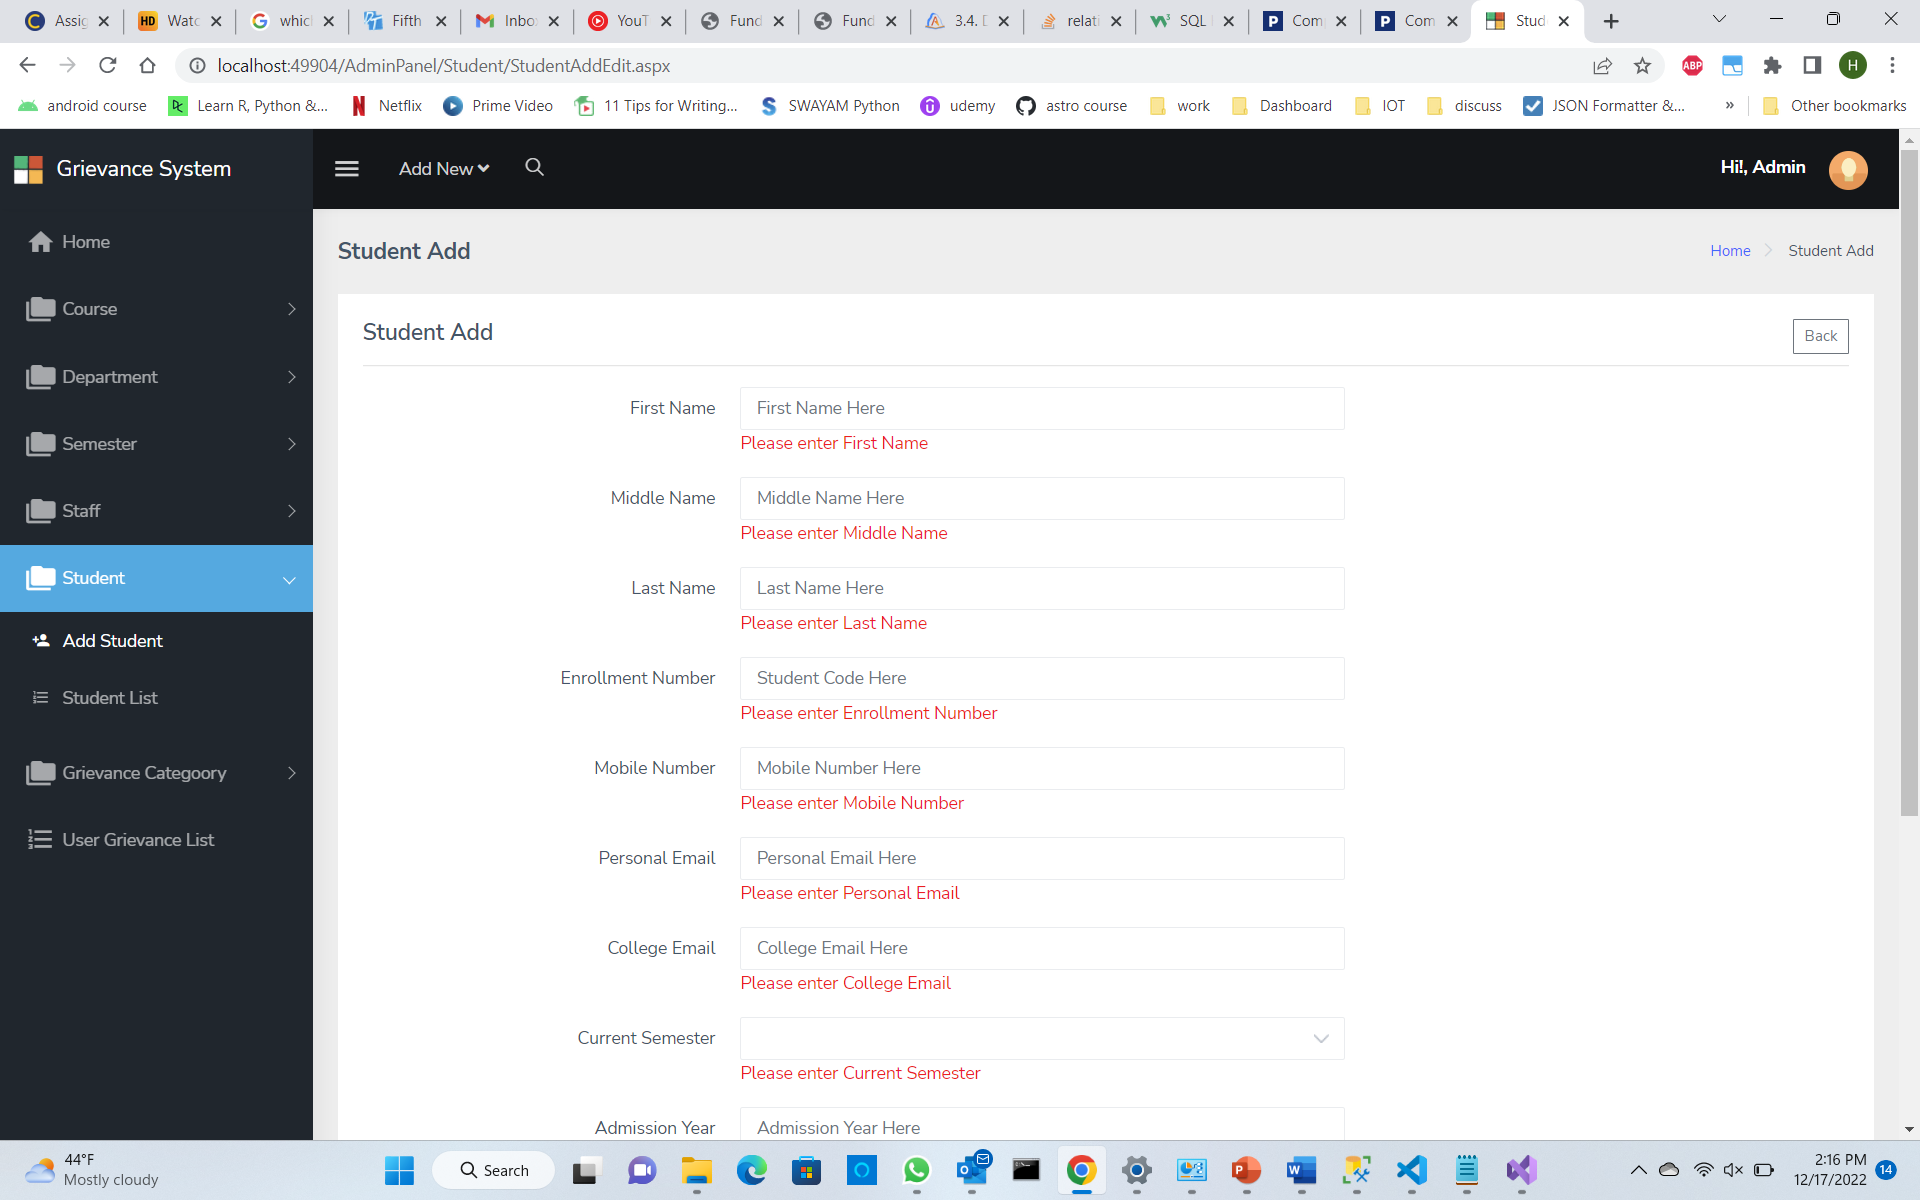 Assig
Watc
which
Fifth
Inbo
YouT
Fund
Fund
3.4. D
relati
SQL
Com
Com
Stud
localhost:49904/AdminPanel/Student/StudentAddEdit.aspx
ABP
H
android course
Learn R, Python &...
Netflix
Prime Video
11 Tips for Writing...
SWAYAM Python
udemy
astro course
work
Dashboard
IOT
discuss
JSON Formatter &...
»
Other bookmarks
Grievance System
Add New
Hi!, Admin
Home
Course
Department
Semester
Staff
Student
Add Student
Student List
Grievance Categoory
User Grievance List
Student Add
Home > Student Add
Student Add
Back
First Name
First Name Here
Please enter First Name
Middle Name
Middle Name Here
Please enter Middle Name
Last Name
Last Name Here
Please enter Last Name
Enrollment Number
Student Code Here
Please enter Enrollment Number
Mobile Number
Mobile Number Here
Please enter Mobile Number
Personal Email
Personal Email Here
Please enter Personal Email
College Email
College Email Here
Please enter College Email
Current Semester
Please enter Current Semester
Admission Year
Admission Year Here
44°F
Mostly cloudy
Search
2:16 PM
12/17/2022
14